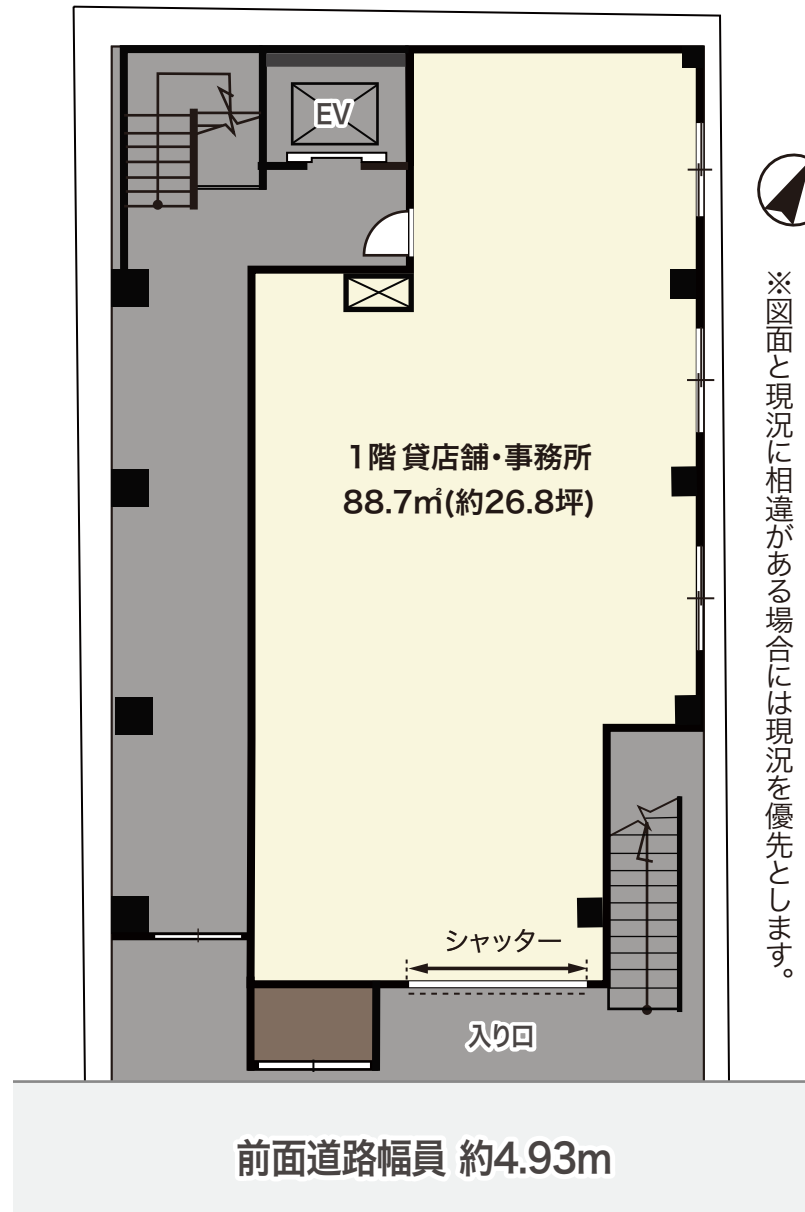 EV
1階 貸店舗・事務所
88.7㎡(約26.8坪)
※図面と現況に相違がある場合には現況を優先とします。
シャッター
入り口
前面道路幅員 約4.93m